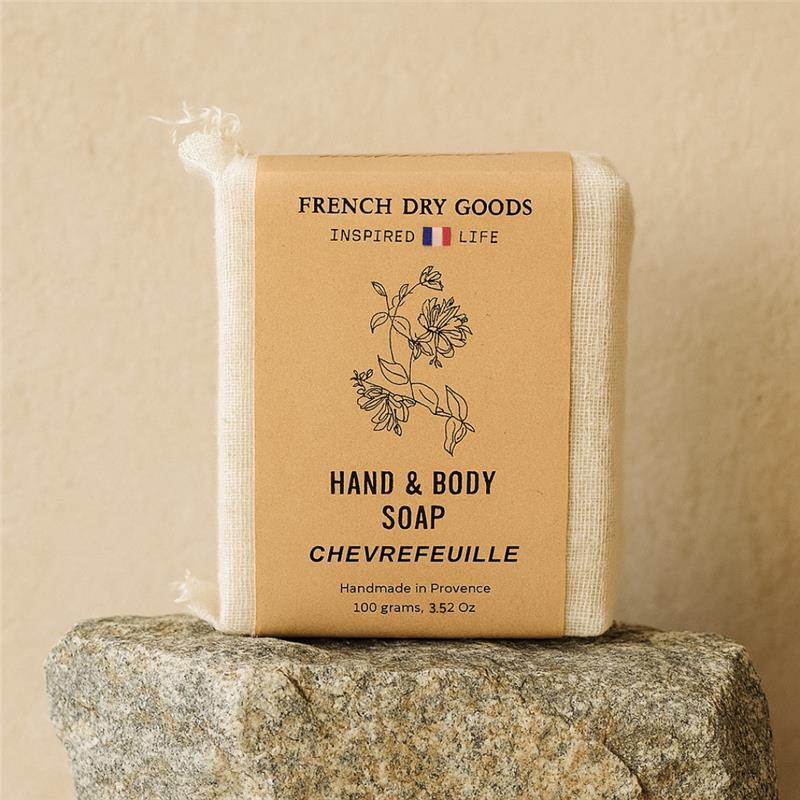 FRENCH DRY GOODS
INSPIRED LIFE
HAND & BODY
SOAP
CHEVREFEUILLE
Handmade in Provence
100 grams, 3.52 Oz